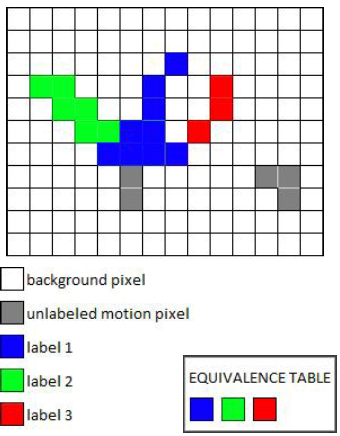 background pixel
unlabeled motion pixel
label 1
label 2
label 3
EQUIVALENCE TABLE